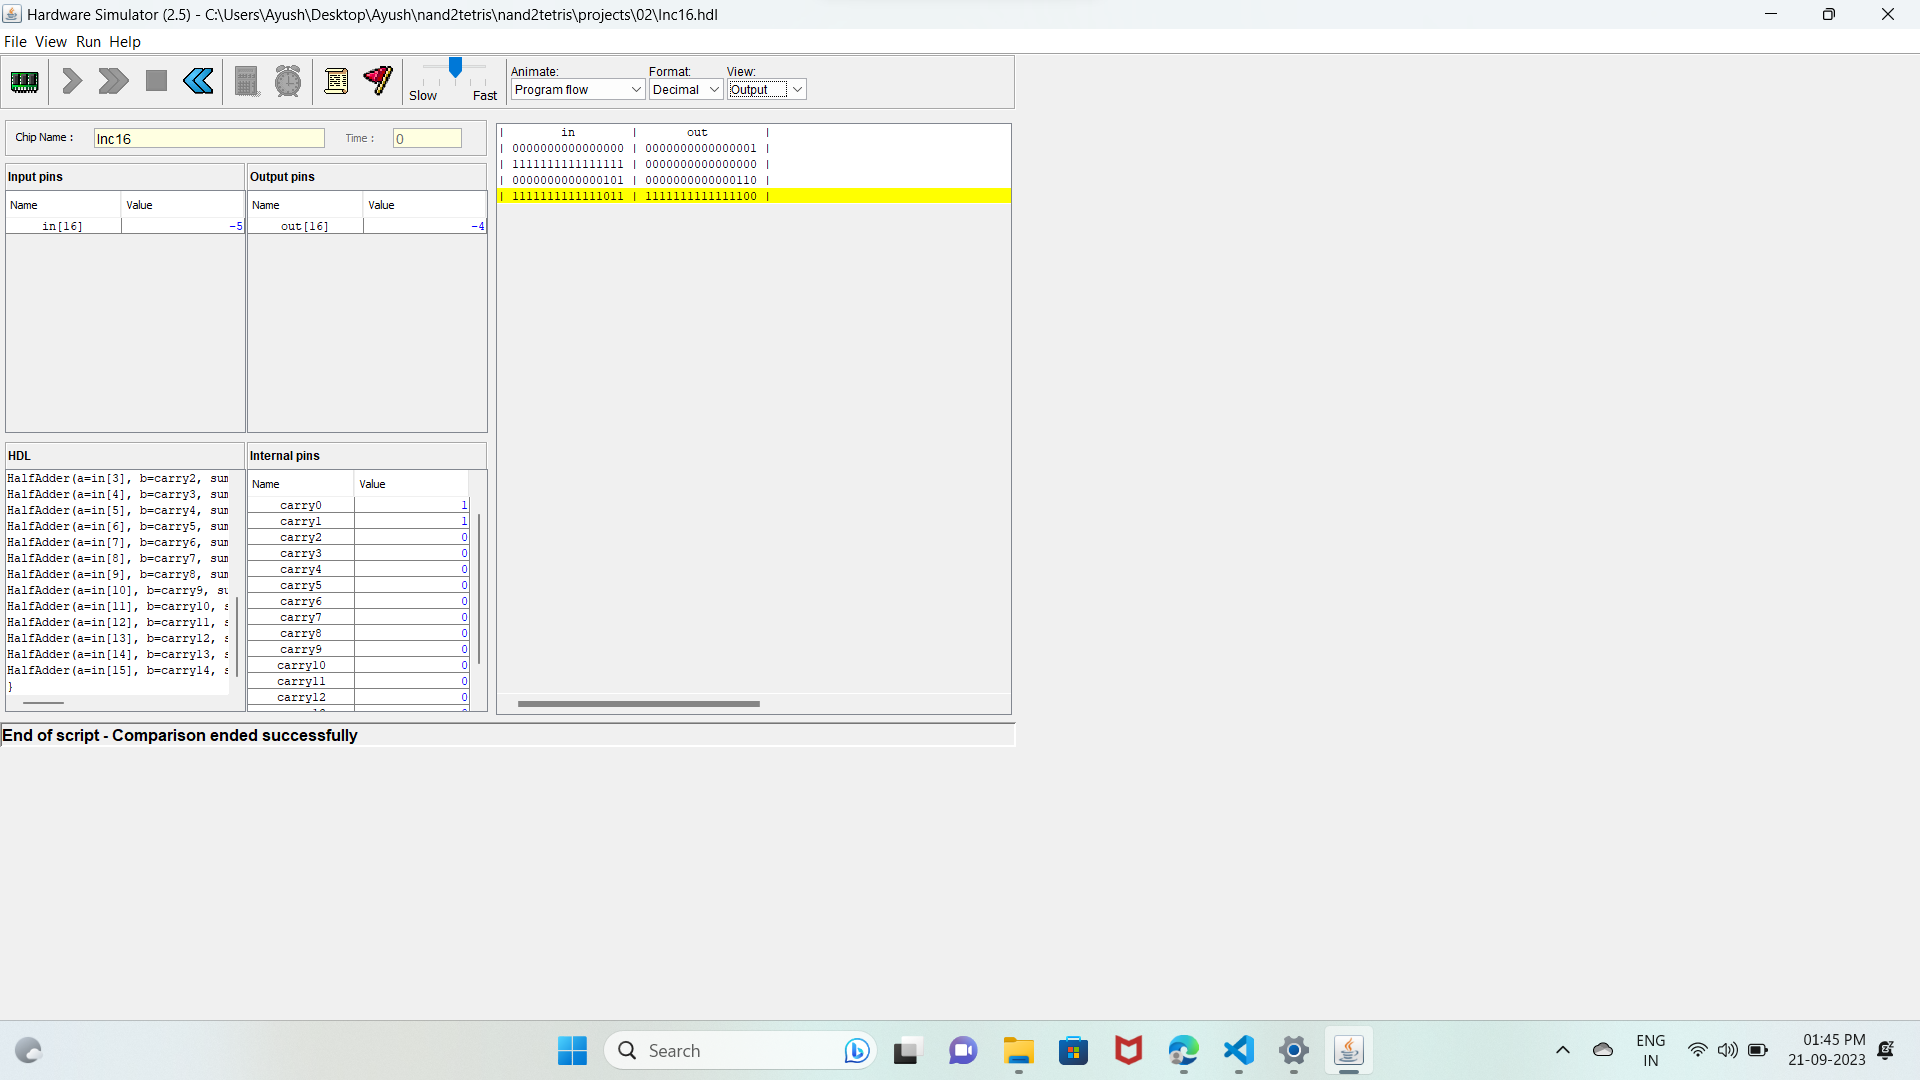 Hardware Simulator (2.5) - C:\Users\Ayush\Desktop\Ayush\nand2tetris\nand2tetris\projects\02\Inc16.hdl
File View Run Help
Slow Fast
Animate:
Program flow
Format:
Decimal
View:
Output
Chip Name : Inc16 Time : 0
Input pins
Name Value
in[16] -5
Output pins
Name Value
out[16] -4
HDL
HalfAdder(a=in[3], b=carry2, sum
HalfAdder(a=in[4], b=carry3, sum
HalfAdder(a=in[5], b=carry4, sum
HalfAdder(a=in[6], b=carry5, sum
HalfAdder(a=in[7], b=carry6, sum
HalfAdder(a=in[8], b=carry7, sum
HalfAdder(a=in[9], b=carry8, sum
HalfAdder(a=in[10], b=carry9, su
HalfAdder(a=in[11], b=carry10, s
HalfAdder(a=in[12], b=carry11, s
HalfAdder(a=in[13], b=carry12, s
HalfAdder(a=in[14], b=carry13, s
HalfAdder(a=in[15], b=carry14, s
}
Internal pins
Name Value
carry0 1
carry1 1
carry2 0
carry3 0
carry4 0
carry5 0
carry6 0
carry7 0
carry8 0
carry9 0
carry10 0
carry11 0
carry12 0
| in | out |
| 0000000000000000 | 0000000000000001 |
| 1111111111111111 | 0000000000000000 |
| 0000000000000101 | 0000000000000110 |
| 1111111111111011 | 1111111111111100 |
End of script - Comparison ended successfully
Search
ENG
IN
01:45 PM
21-09-2023